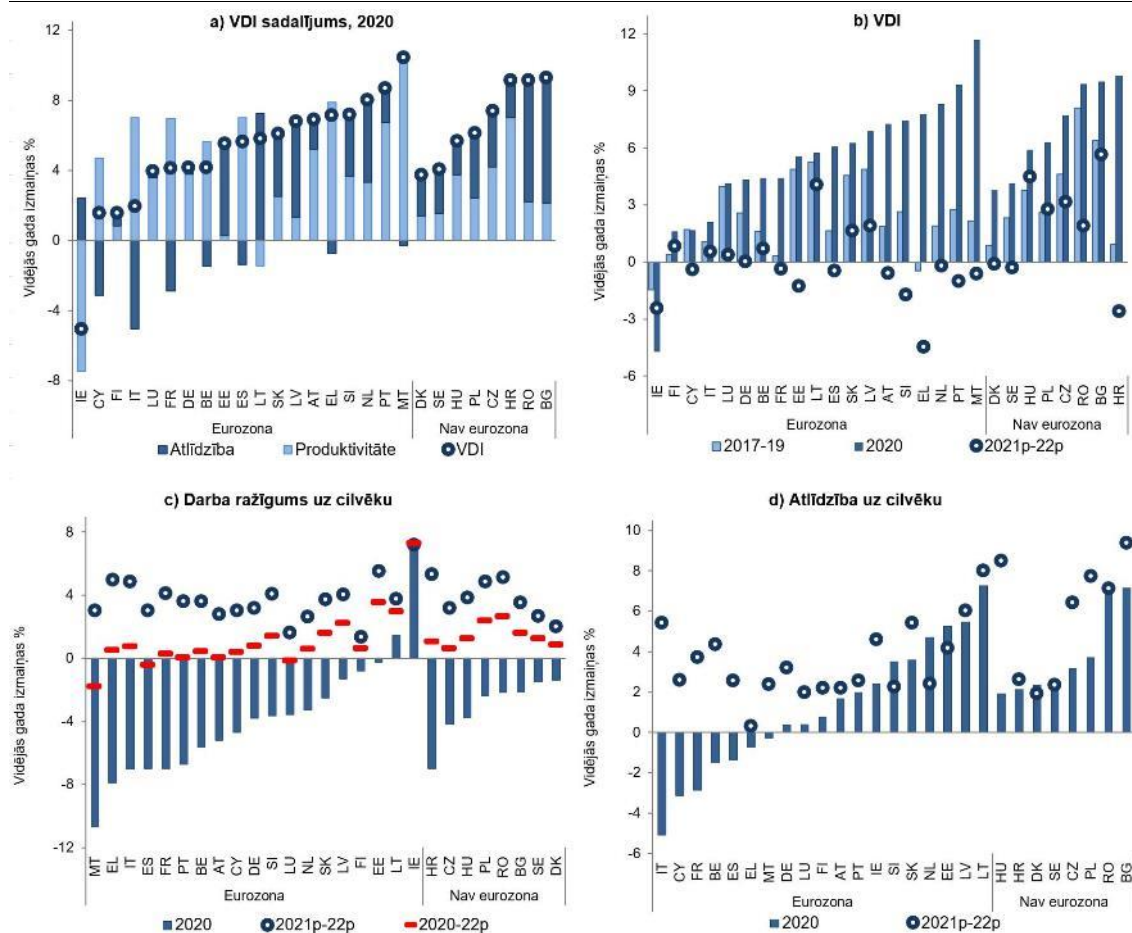 a) VDI sadalījums, 2020
Vidējās gada izmaiņas %
12
8
4
0
-4
-8
IE CY FI IT LU FR DE BE EE ES LT SK LV AT EL SI NL PT MT DK SE HU PL CZ HR RO BG
Eurozona Nav eurozona
Atlīdzība Produktivitāte VDI
b) VDI
Vidējās gada izmaiņas %
12
9
6
3
0
-3
-6
IE FI CY IT LU DE BE FR EE LT ES SK LV AT SI EL NL PT MT DK SE HU PL CZ RO BG HR
Eurozona Nav eurozona
2017-19 2020 2021p-22p
c) Darba ražīgums uz cilvēku
Vidējās gada izmaiņas %
8
4
0
-4
-8
-12
MT EL IT ES FR PT BE AT CY DE SI LU NL SK LV FI EE LT IE HR CZ HU PL RO BG SE DK
Eurozona Nav eurozona
2020 2021p-22p 2020-22p
d) Atlīdzība uz cilvēku
Vidējās gada izmaiņas %
10
8
6
4
2
0
-2
-4
-6
IT CY FR BE ES EL MT DE LU FI AT PT IE SI SK NL EE LV LT HU HR DK SE CZ PL RO BG
Eurozona Nav eurozona
2020 2021p-22p